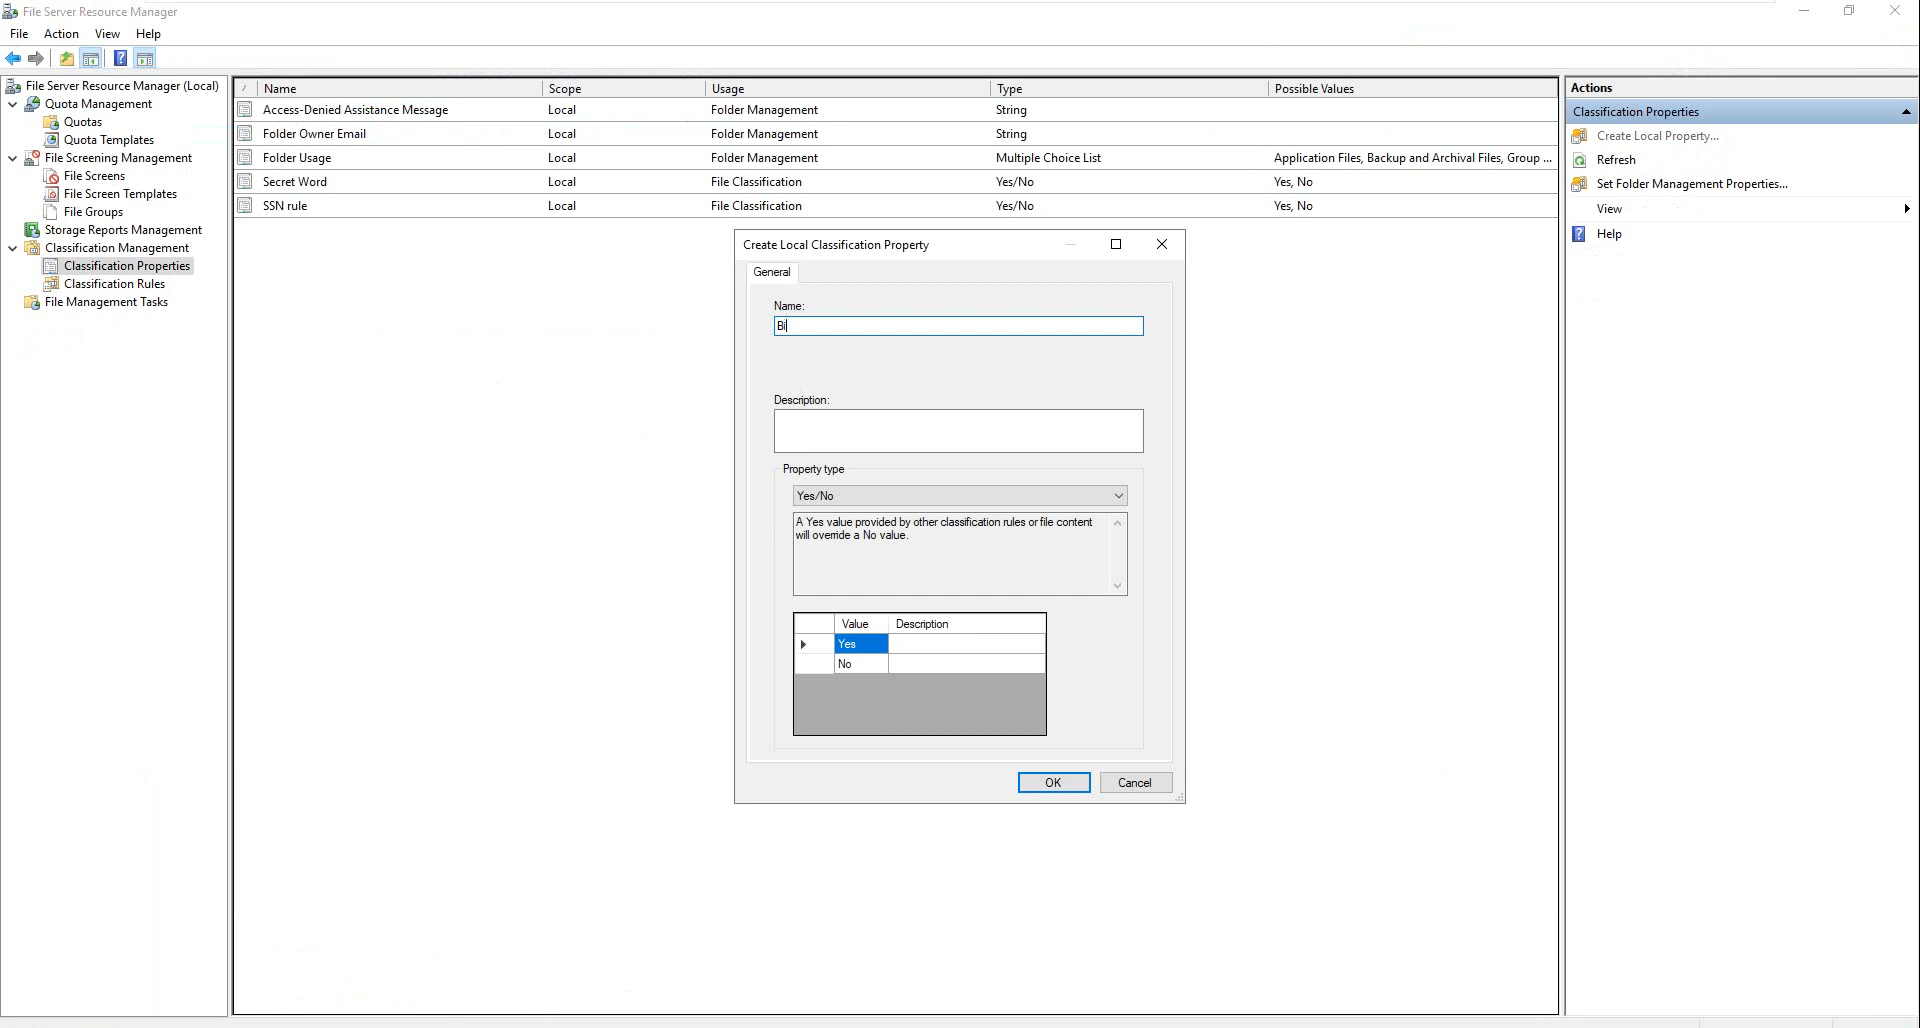 File Server Resource Manager
File Action View Help
File Server Resource Manager (Local)
Quota Management
Quotas
Quota Templates
File Screening Management
File Screens
File Screen Templates
File Groups
Storage Reports Management
Classification Management
Classification Properties
Classification Rules
File Management Tasks
Name Scope Usage Type Possible Values
Access-Denied Assistance Message Local Folder Management String
Folder Owner Email Local Folder Management String
Folder Usage Local Folder Management Multiple Choice List Application Files, Backup and Archival Files, Group ...
Secret Word Local File Classification Yes/No Yes, No
SSN rule Local File Classification Yes/No Yes, No
Create Local Classification Property
General
Name:
Bi
Description:
Property type
Yes/No
A Yes value provided by other classification rules or file content
will override a No value.
Value Description
Yes
No
OK Cancel
Actions
Classification Properties
Create Local Property...
Refresh
Set Folder Management Properties...
View
Help